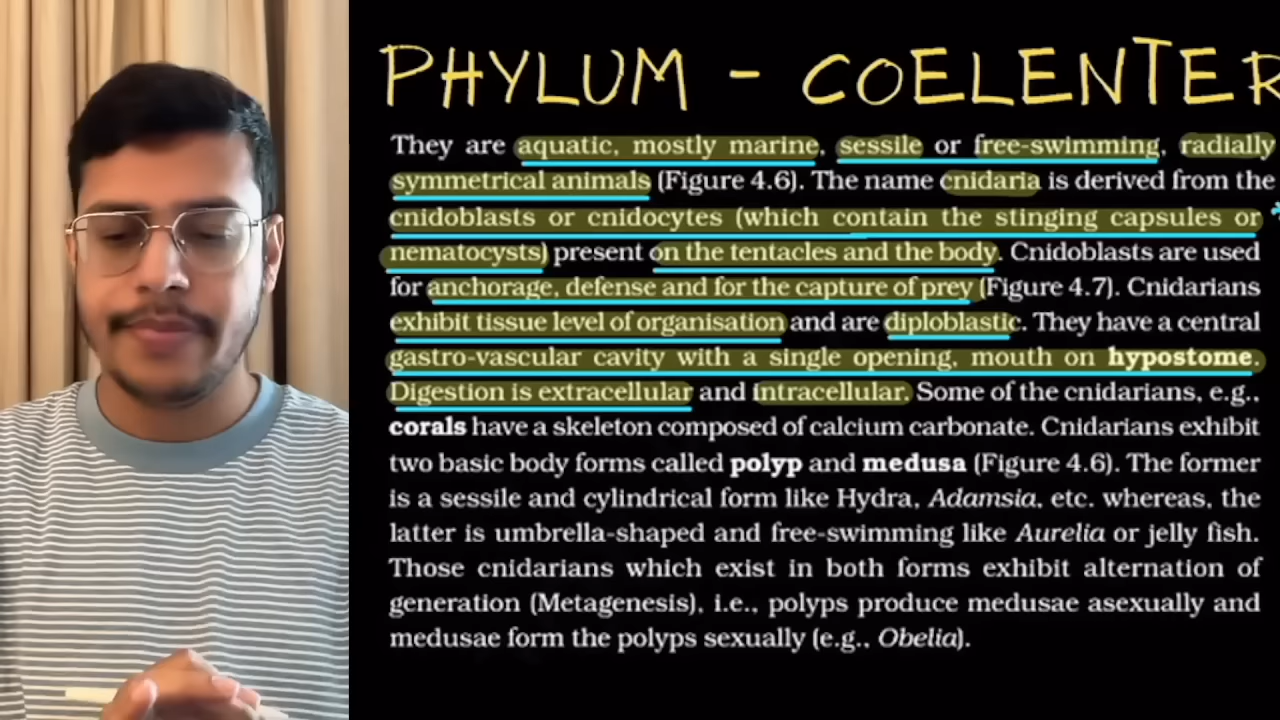 PHYLUM - COELENTER
They are aquatic, mostly marine, sessile or free-swimming, radially
symmetrical animals (Figure 4.6). The name cnidaria is derived from the
cnidoblasts or cnidocytes (which contain the stinging capsules or
nematocysts) present on the tentacles and the body. Cnidoblasts are used
for anchorage, defense and for the capture of prey (Figure 4.7). Cnidarians
exhibit tissue level of organisation and are diploblastic. They have a central
gastro-vascular cavity with a single opening, mouth on hypostome.
Digestion is extracellular and intracellular. Some of the cnidarians, e.g.,
corals have a skeleton composed of calcium carbonate. Cnidarians exhibit
two basic body forms called polyp and medusa (Figure 4.6). The former
is a sessile and cylindrical form like Hydra, Adamsia, etc. whereas, the
latter is umbrella-shaped and free-swimming like Aurelia or jelly fish.
Those cnidarians which exist in both forms exhibit alternation of
generation (Metagenesis), i.e., polyps produce medusae asexually and
medusae form the polyps sexually (e.g., Obelia).